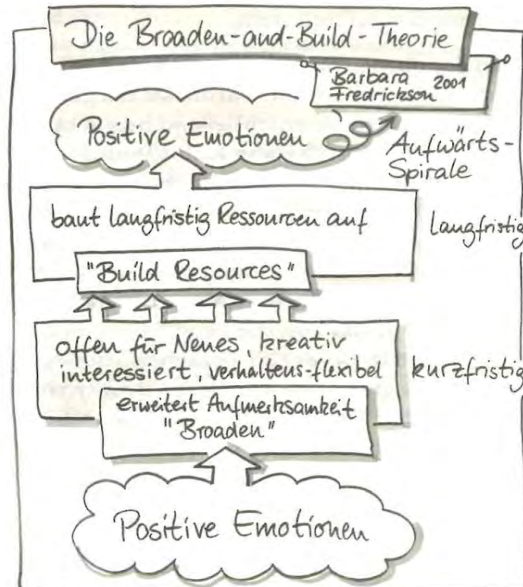 Die Broaden-and-Build-Theorie
Barbara 2001
Fredrickson
Positive Emotionen
Aufwärts-
Spirale
baut langfristig Ressourcen auf
langfristig
"Build Resources"
offen für Neues, kreativ
interessiert, verhaltens-flexibel
kurzfristig
erweitert Aufmerksamkeit
"Broaden"
Positive Emotionen